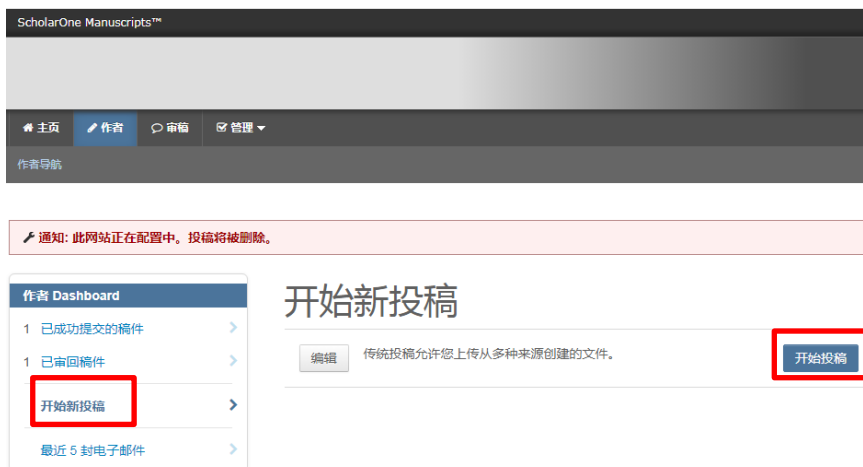 ScholarOne Manuscripts™
主页 作者 审稿 管理
作者导航
通知: 此网站正在配置中。投稿将被删除。
作者 Dashboard
1 已成功提交的稿件
1 已审回稿件
开始新投稿
最近 5 封电子邮件
开始新投稿
编辑 传统投稿允许您上传从多种来源创建的文件。 开始投稿